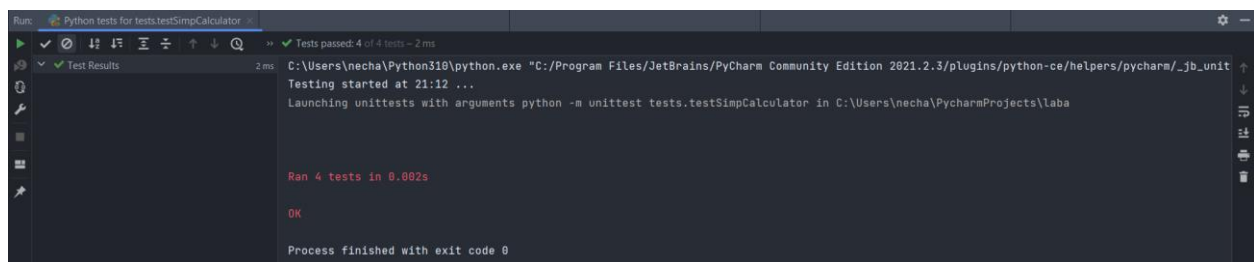 Run: Python tests for tests.testSimpCalculator ×
» Tests passed: 4 of 4 tests – 2 ms
Test Results 2 ms
C:\Users\necha\Python310\python.exe "C:/Program Files/JetBrains/PyCharm Community Edition 2021.2.3/plugins/python-ce/helpers/pycharm/_jb_unit
Testing started at 21:12 ...
Launching unittests with arguments python -m unittest tests.testSimpCalculator in C:\Users\necha\PycharmProjects\laba
Ran 4 tests in 0.002s
OK
Process finished with exit code 0